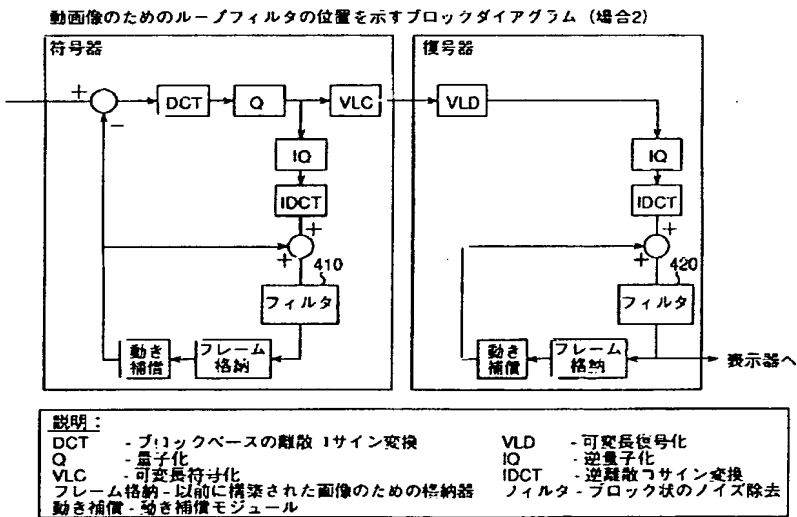 動画像のためのループフィルタの位置を示すブロックダイアグラム (場合2)
符号器
復号器
+
−
DCT
Q
VLC
VLD
IQ
IDCT
+
+
410
フィルタ
フレーム
格納
動き
補償
IQ
IDCT
+
+
420
フィルタ
フレーム
格納
動き
補償
表示器へ
説明:
DCT - ブロックベースの離散コサイン変換
Q - 量子化
VLC - 可変長符号化
フレーム格納 - 以前に構築された画像のための格納器
動き補償 - 動き補償モジュール
VLD - 可変長復号化
IQ - 逆量子化
IDCT - 逆離散コサイン変換
フィルタ - ブロック状のノイズ除去